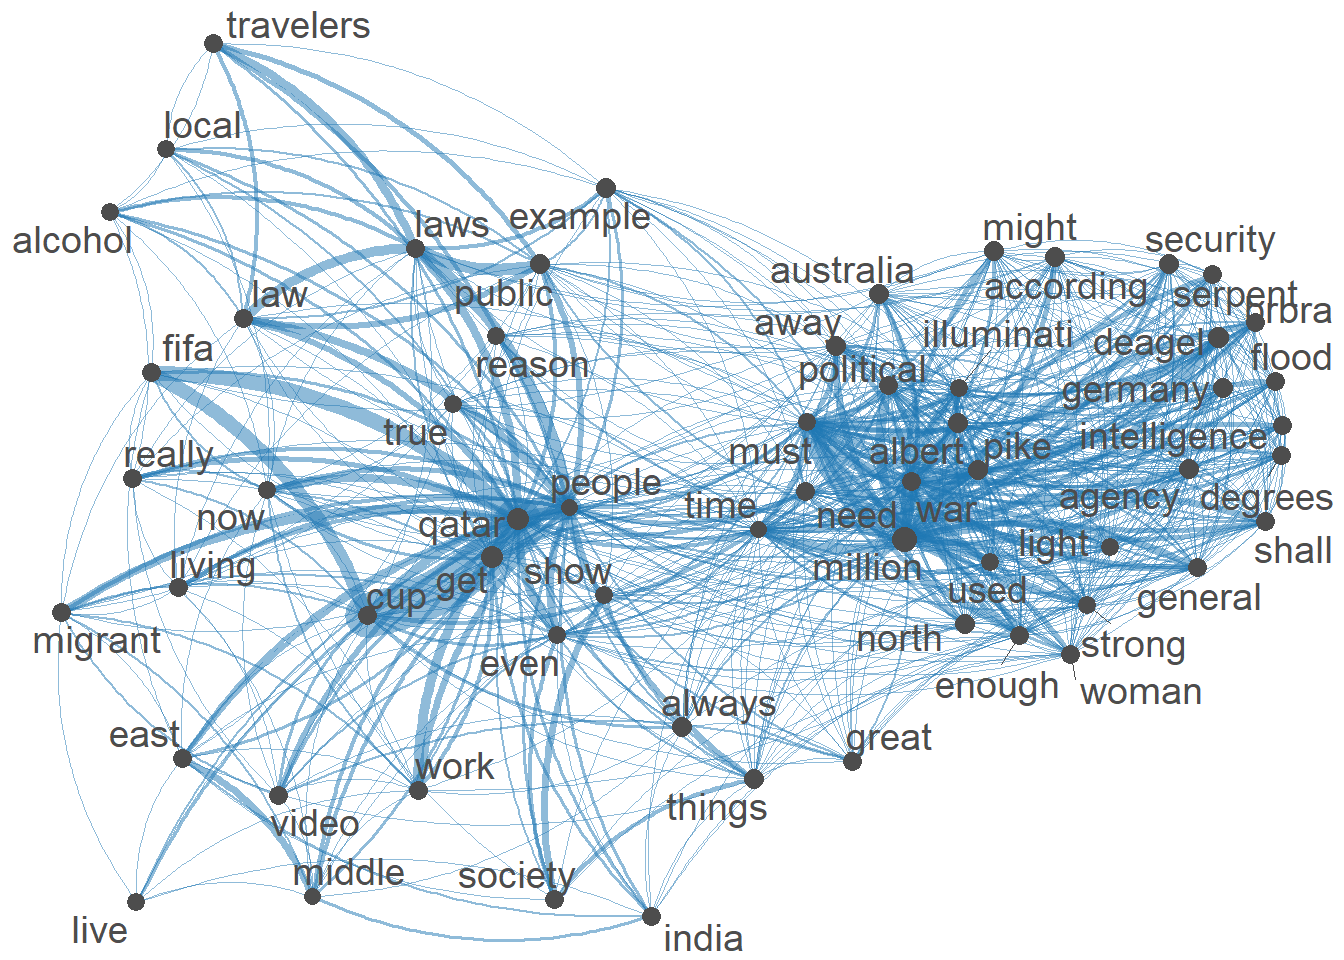 travelers
local
alcohol
laws
example
might
security
australia
according
serpent
law
public
prbra
away
illuminati
deagel
flood
fifa
reason
political
germany
true
must
albert
pike
intelligence
really
people
time
agency
degrees
now
qatar
need
war
light
shall
living
get
show
million
used
general
cup
migrant
even
north
strong
enough
woman
east
always
great
work
things
video
middle
society
live
india